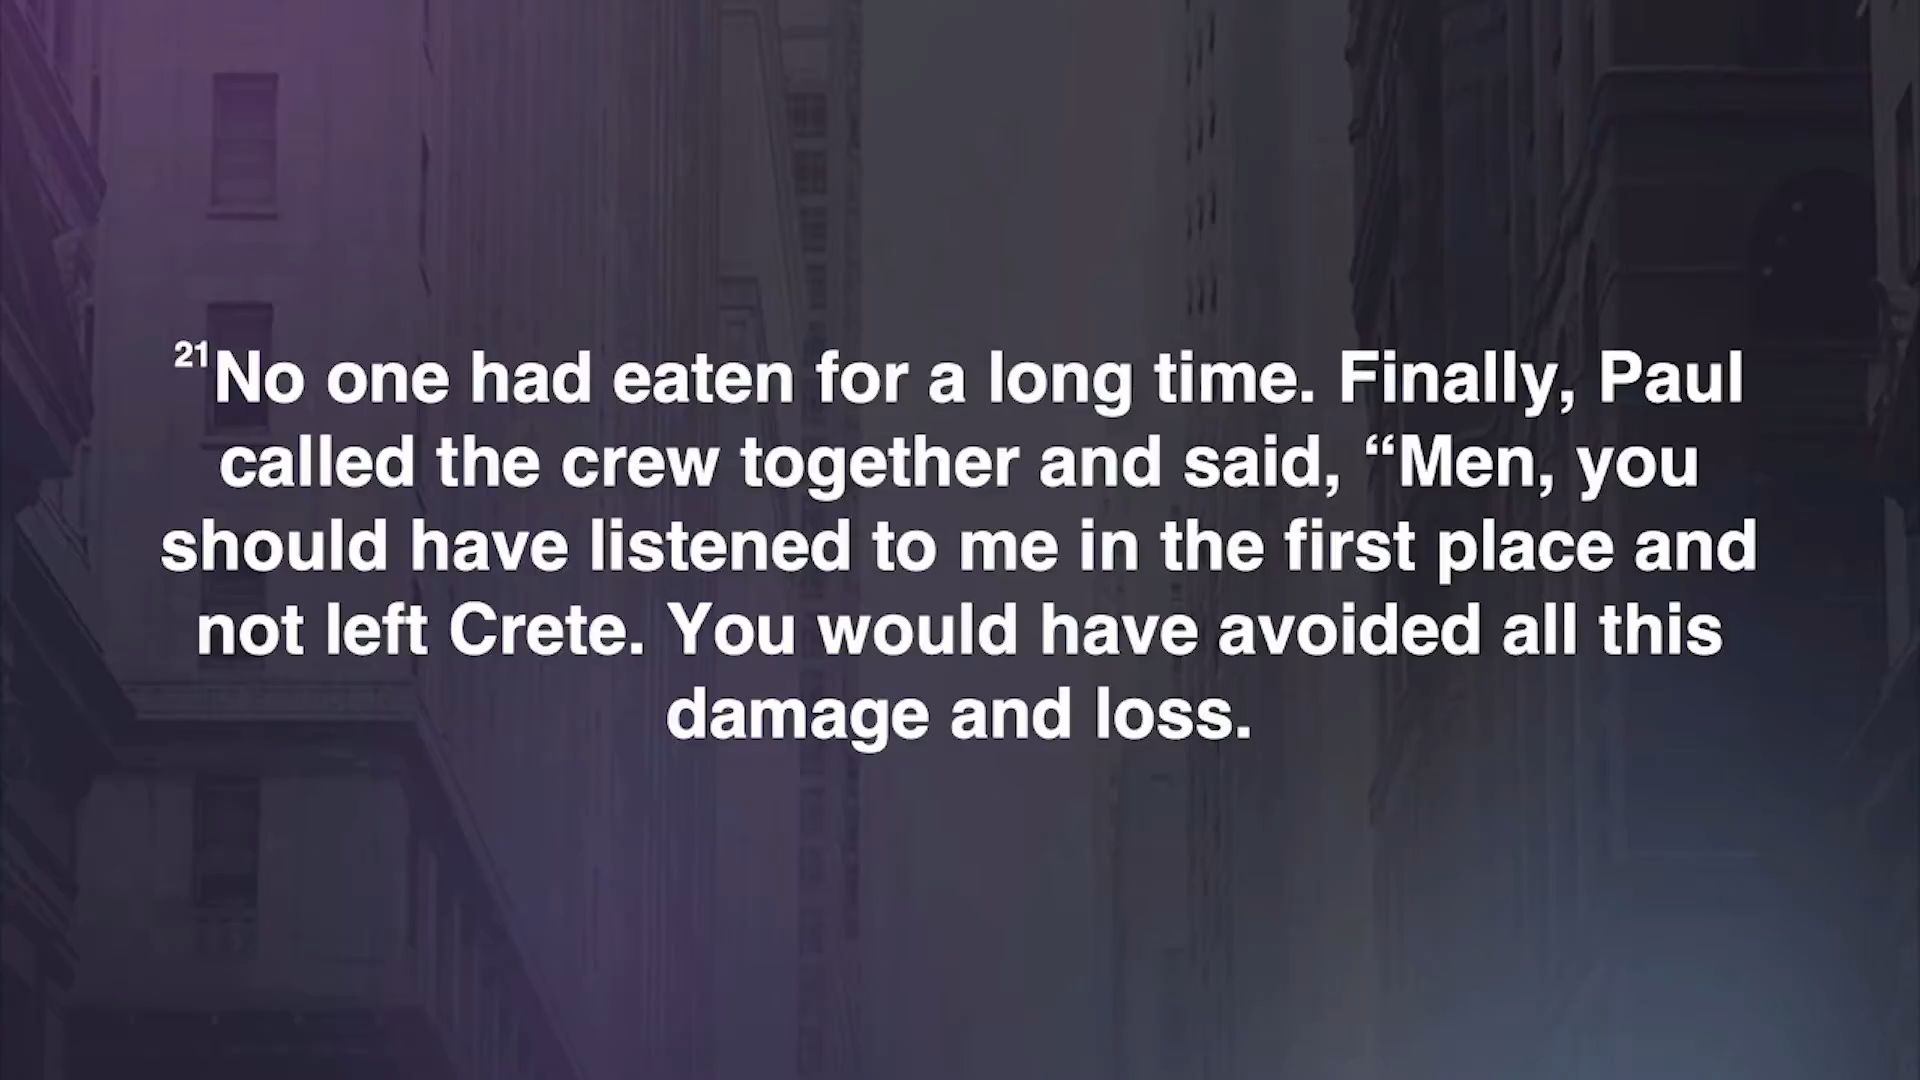 21No one had eaten for a long time. Finally, Paul
called the crew together and said, “Men, you
should have listened to me in the first place and
not left Crete. You would have avoided all this
damage and loss.